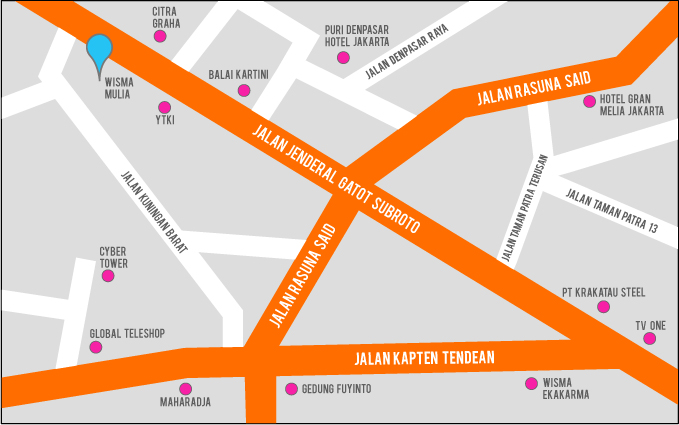 CITRA
GRAHA
PURI DENPASAR
HOTEL JAKARTA
JALAN DENPASAR RAYA
WISMA
MULIA
BALAI KARTINI
YTKI
JALAN RASUNA SAID
HOTEL GRAN
MELIA JAKARTA
JALAN JENDERAL GATOT SUBROTO
JALAN KUNINGAN BARAT
JALAN TAMAN PATRA TERUSAN
JALAN TAMAN PATRA 13
JALAN RASUNA SAID
CYBER
TOWER
PT KRAKATAU STEEL
TV ONE
GLOBAL TELESHOP
JALAN KAPTEN TENDEAN
MAHARADJA
GEDUNG FUYINTO
WISMA
EKAKARMA